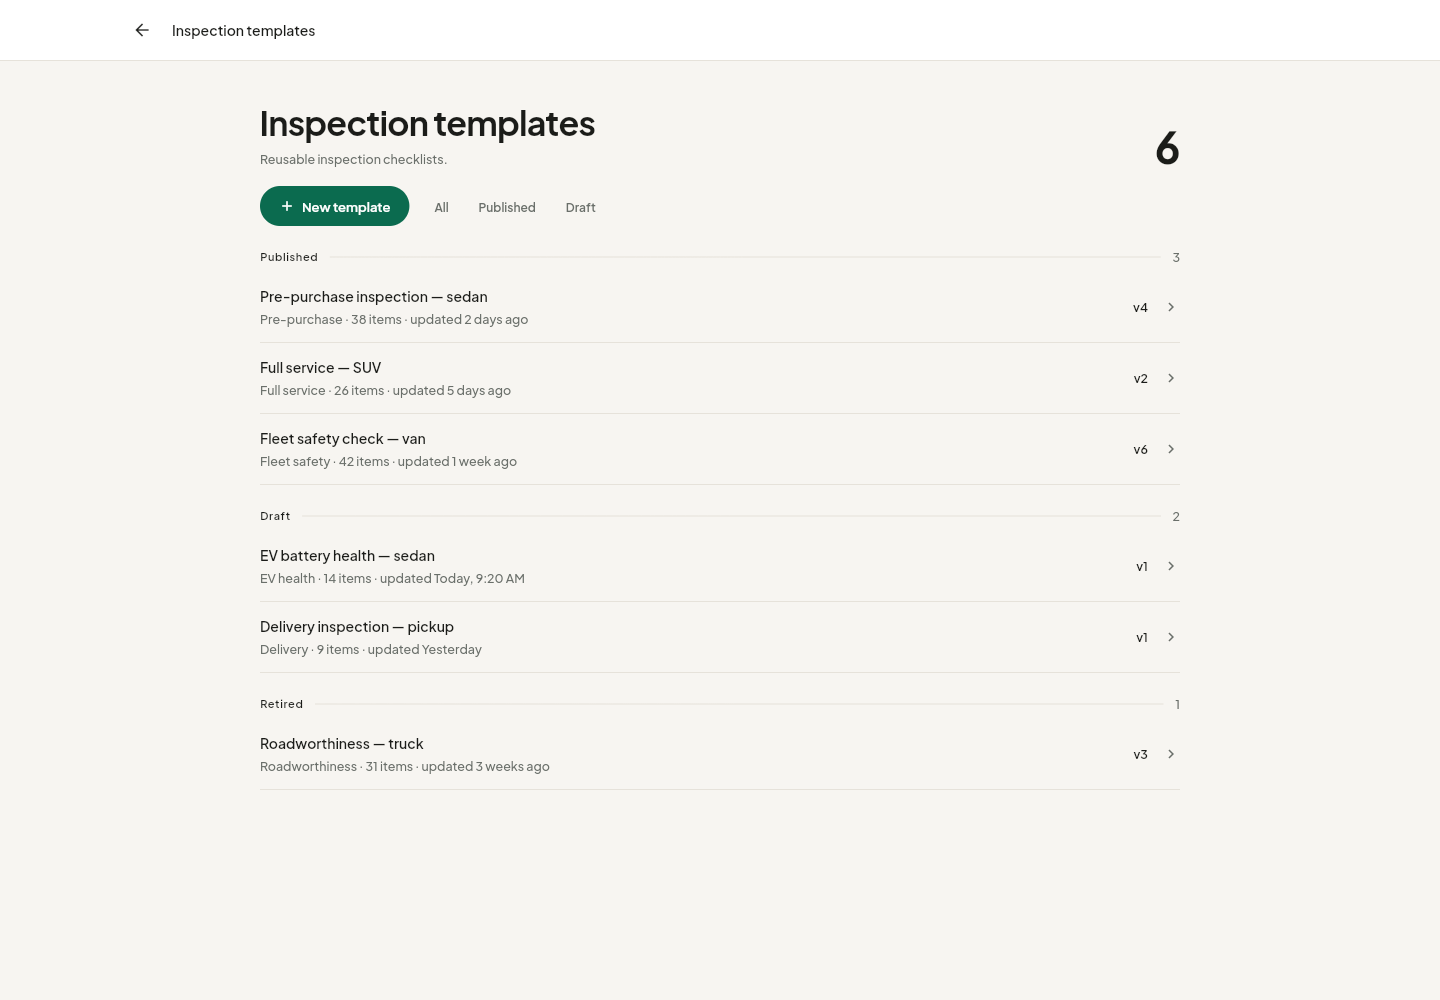 Inspection templates
Inspection templates
Reusable inspection checklists.
6
New template All Published Draft
Published 3
Pre-purchase inspection — sedan
Pre-purchase · 38 items · updated 2 days ago
v4
Full service — SUV
Full service · 26 items · updated 5 days ago
v2
Fleet safety check — van
Fleet safety · 42 items · updated 1 week ago
v6
Draft 2
EV battery health — sedan
EV health · 14 items · updated Today, 9:20 AM
v1
Delivery inspection — pickup
Delivery · 9 items · updated Yesterday
v1
Retired 1
Roadworthiness — truck
Roadworthiness · 31 items · updated 3 weeks ago
v3